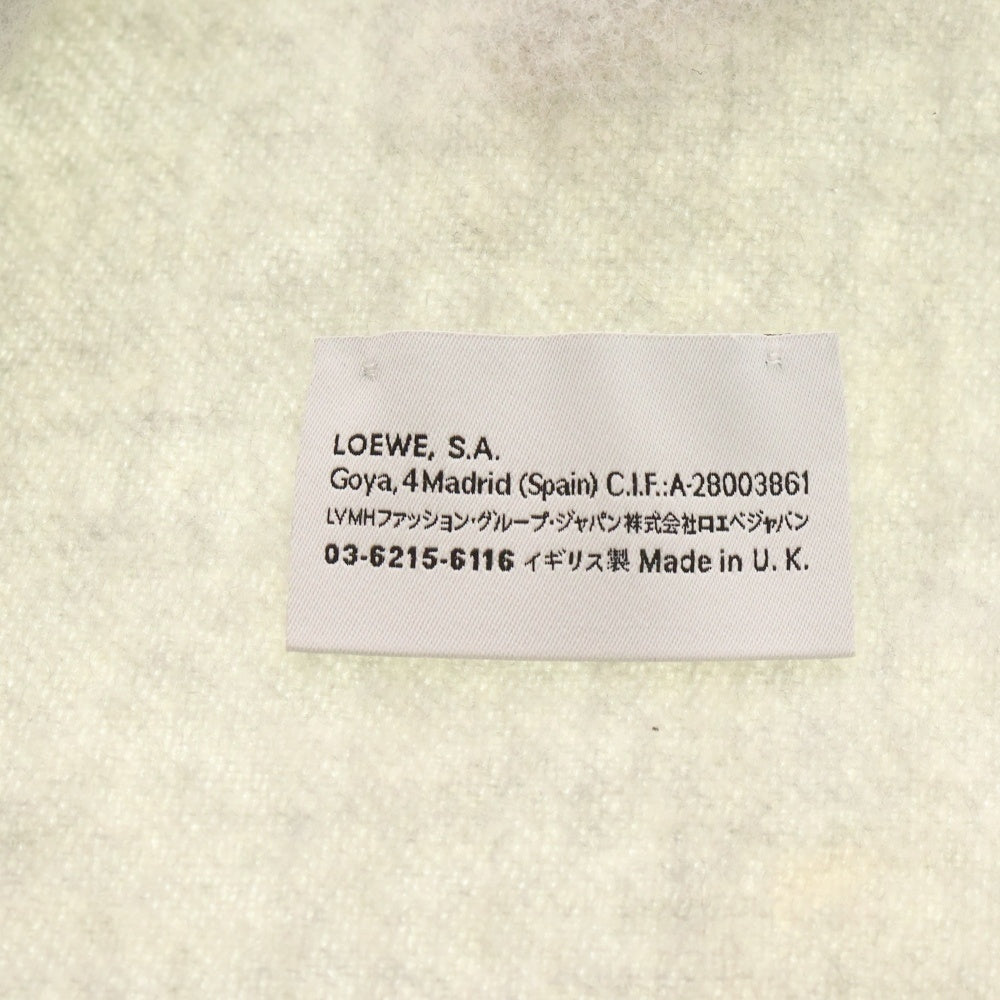 LOEWE, S.A.
Goya, 4 Madrid (Spain) C.I.F.:A-28003861
LVMHファッション・グループ・ジャパン株式会社ロエベジャパン
03-6215-6116 イギリス製 Made in U. K.